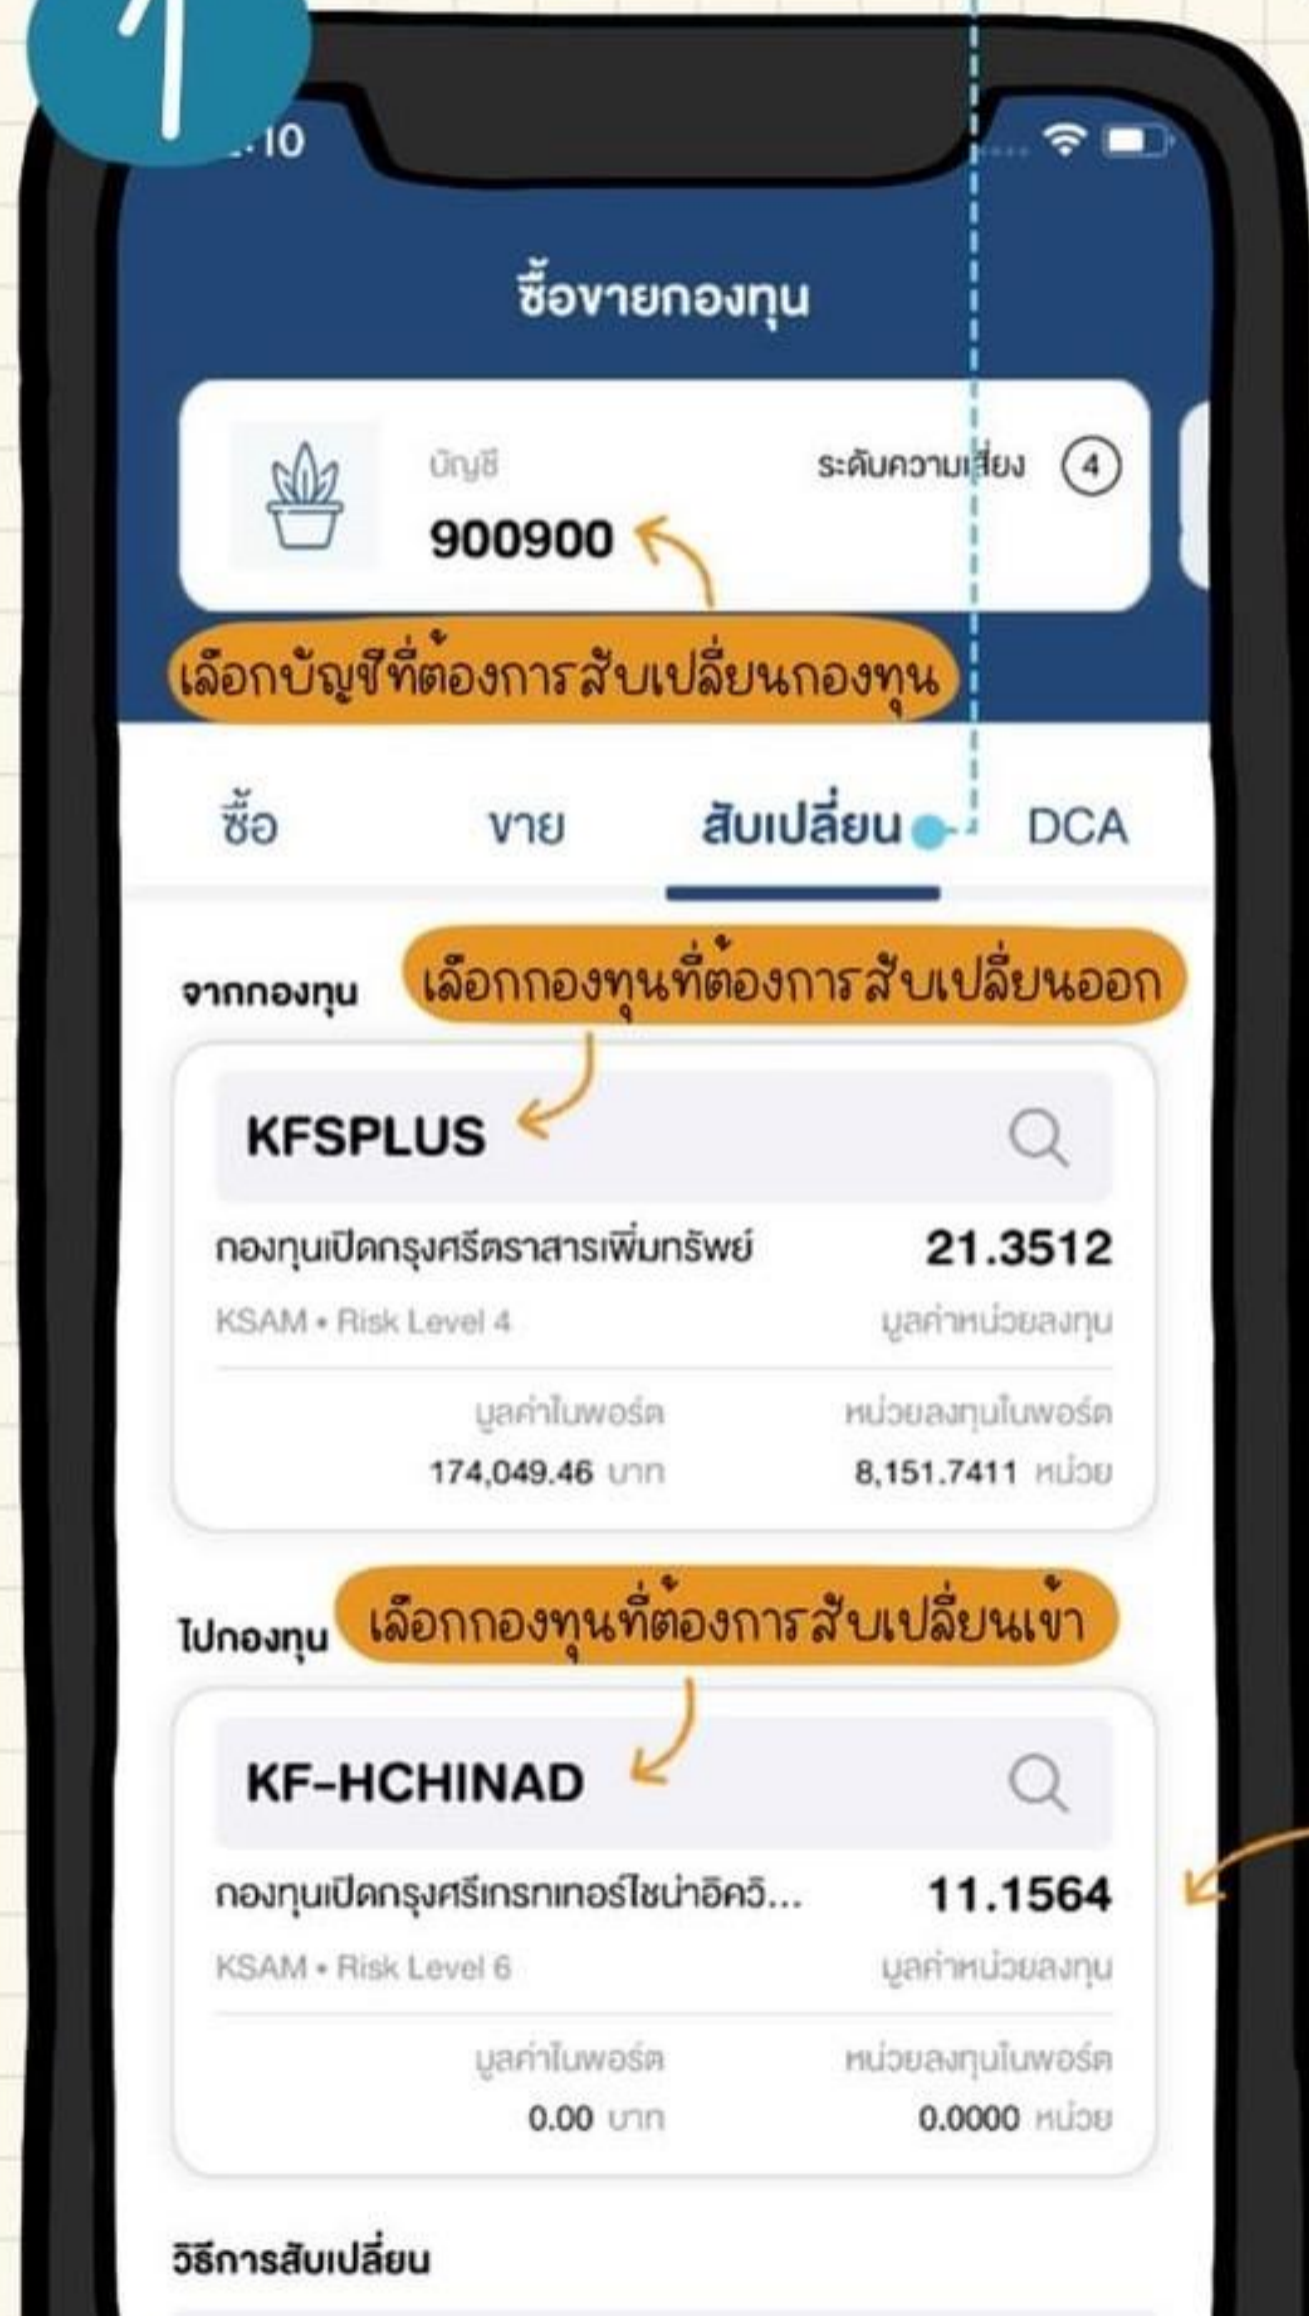 1
10
ซื้อขายกองทุน
บัญชี
ระดับความเสี่ยง 4
900900
เลือกบัญชีที่ต้องการสับเปลี่ยนกองทุน
ซื้อ ขาย สับเปลี่ยน DCA
จากกองทุน เลือกกองทุนที่ต้องการสับเปลี่ยนออก
KFSPLUS
กองทุนเปิดกรุงศรีตราสารเพิ่มทรัพย์ 21.3512
KSAM • Risk Level 4 มูลค่าหน่วยลงทุน
มูลค่าในพอร์ต หน่วยลงทุนในพอร์ต
174,049.46 บาท 8,151.7411 หน่วย
ไปกองทุน เลือกกองทุนที่ต้องการสับเปลี่ยนเข้า
KF-HCHINAD
กองทุนเปิดกรุงศรีเกรทเทอร์ไชน่าอิควิ... 11.1564
KSAM • Risk Level 6 มูลค่าหน่วยลงทุน
มูลค่าในพอร์ต หน่วยลงทุนในพอร์ต
0.00 บาท 0.0000 หน่วย
วิธีการสับเปลี่ยน